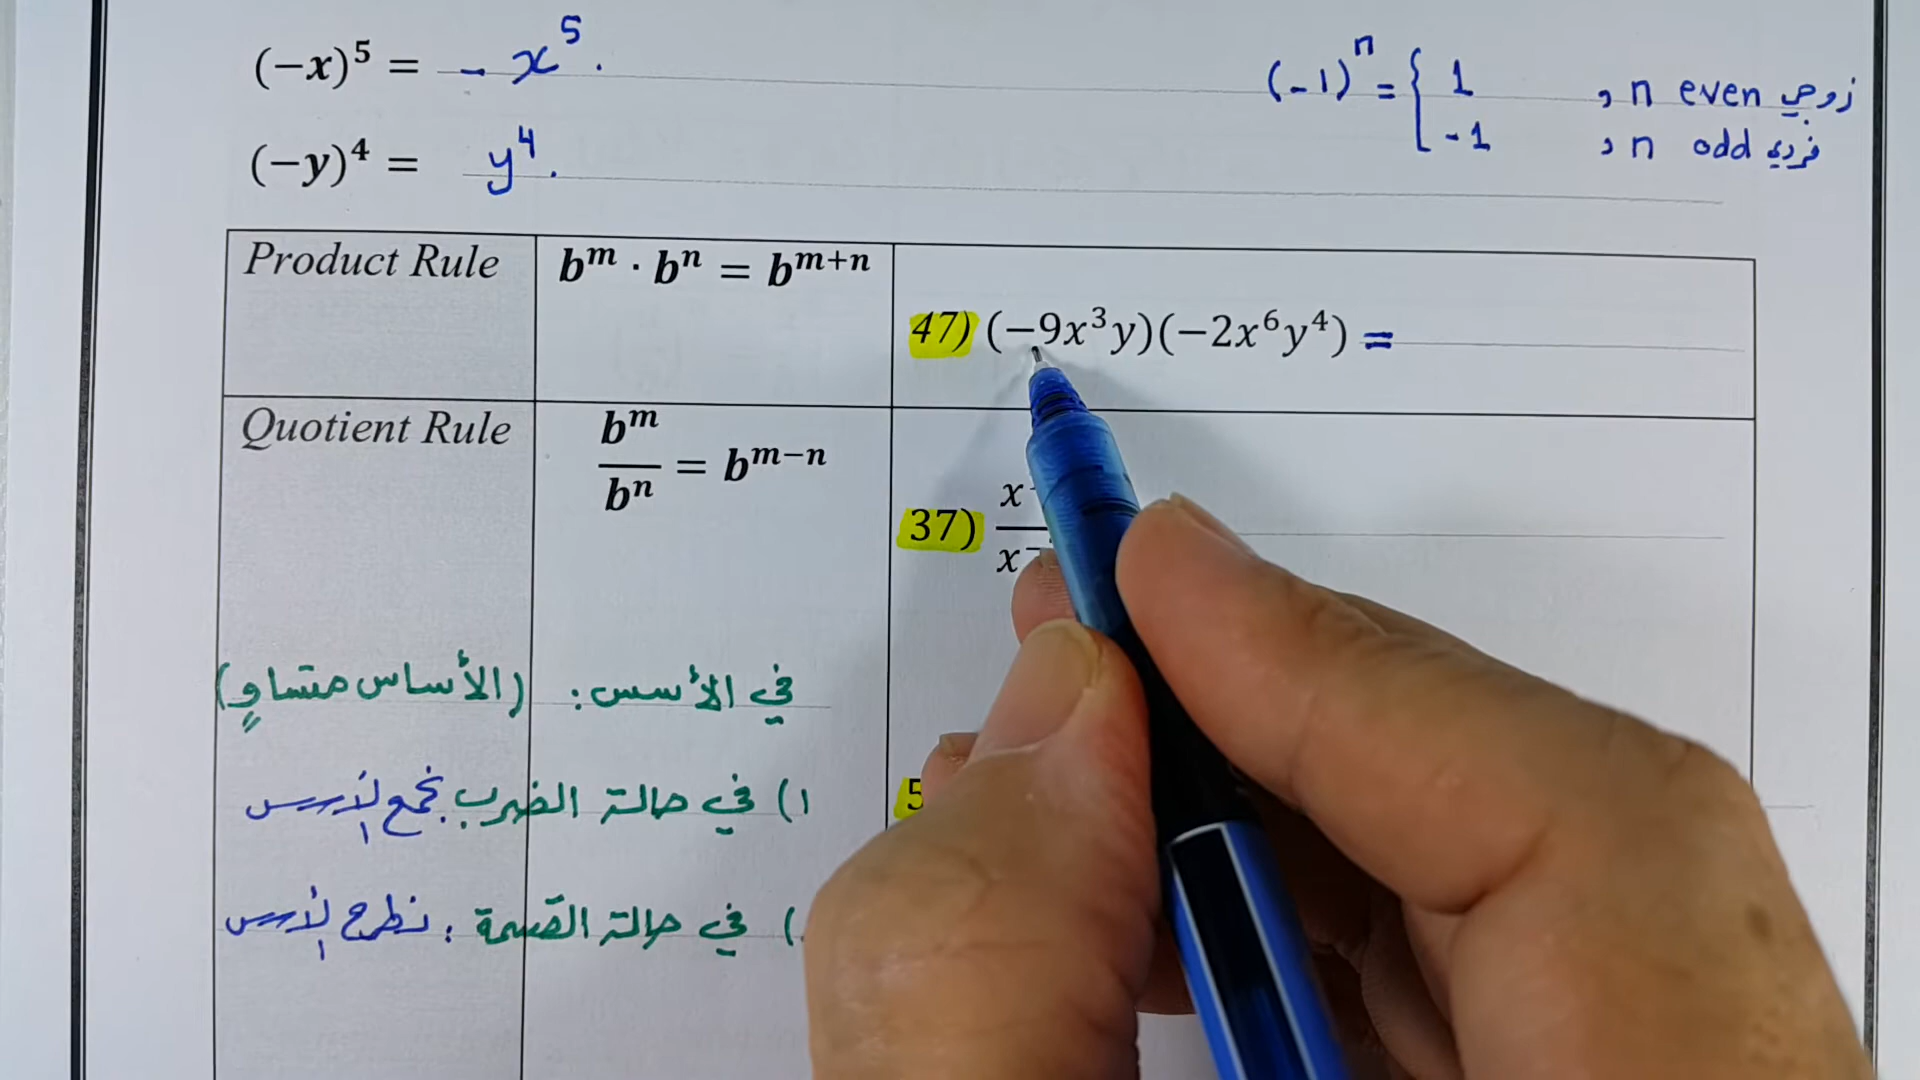 (−x)⁵ = - x⁵.
(-1)ⁿ = { 1 , n even زوجي
-1 , n odd فردي
(−y)⁴ = y⁴.
Product Rule
bᵐ · bⁿ = bᵐ⁺ⁿ
47) (−9x³y)(−2x⁶y⁴) =
Quotient Rule
bᵐ / bⁿ = bᵐ⁻ⁿ
37) x / x⁻
في الأسس: (الأساس متساوٍ)
١) في حالة الضرب نجمع الأسس
5
) في حالة القسمة: نطرح الأسس